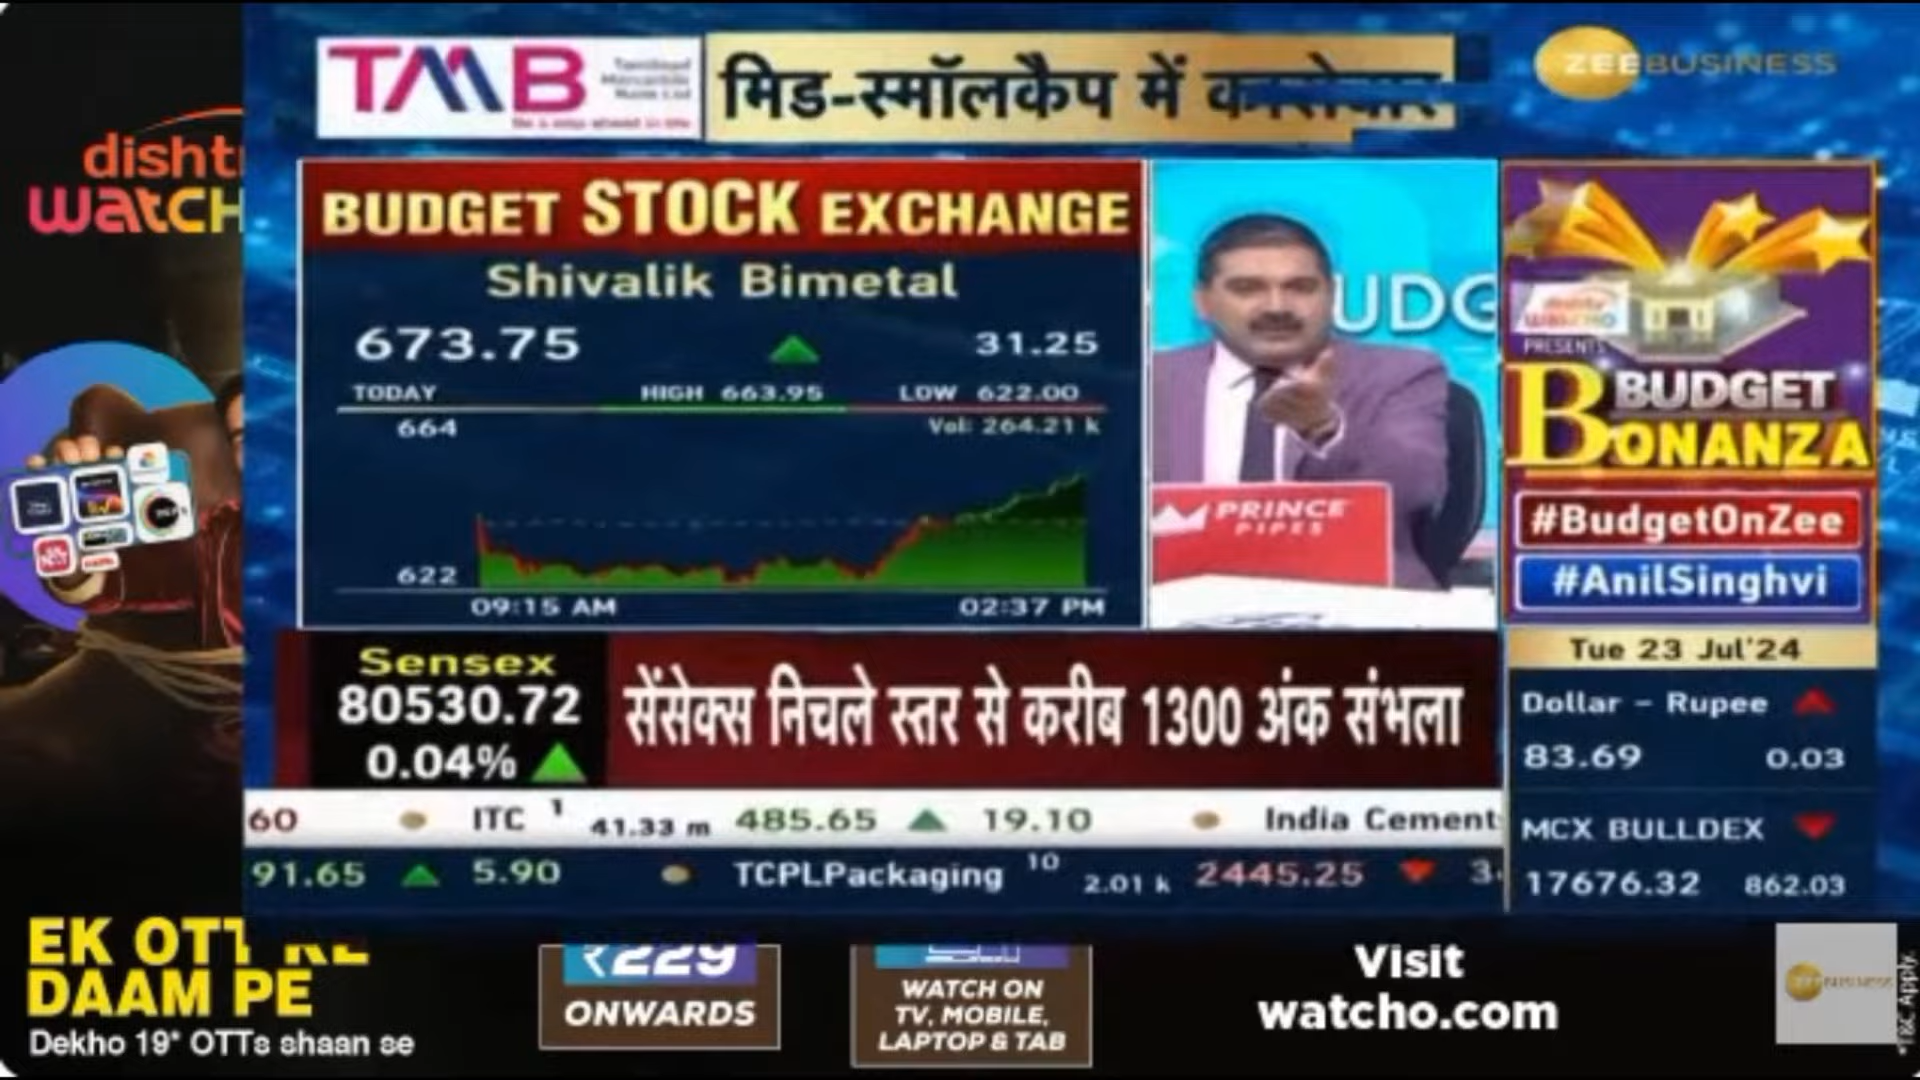 TMB
मिड-स्मॉलकैप में
ZEEBUSINESS
disht
watch
BUDGET STOCK EXCHANGE
Shivalik Bimetal
673.75 31.25
TODAY HIGH 663.95 LOW 622.00
664 Vol: 264.21 k
622
09:15 AM 02:37 PM
UDG
PRINCE
PIPES
PRESENTS
BUDGET
BONANZA
#BudgetOnZee
#AnilSinghvi
Tue 23 Jul'24
Dollar - Rupee
83.69 0.03
MCX BULLDEX
17676.32 862.03
Sensex
80530.72
0.04%
सेंसेक्स निचले स्तर से करीब 1300 अंक संभला
60 ITC 1 41.33 m 485.65 19.10 India Cement
91.65 5.90 TCPLPackaging 10 2.01 k 2445.25
EK OTT KE
DAAM PE
Dekho 19* OTTs shaan se
₹229
ONWARDS
WATCH ON
TV, MOBILE,
LAPTOP & TAB
Visit
watcho.com
ZEE BUSINESS
*T&C Apply.